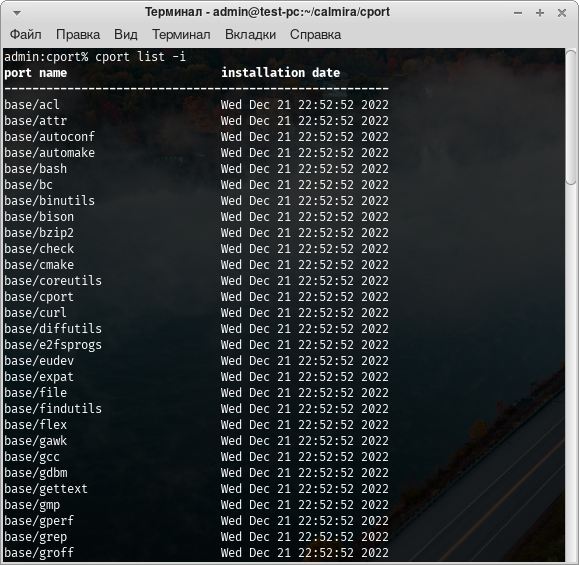 Терминал - admin@test-pc:~/calmira/cport
Файл Правка Вид Терминал Вкладки Справка
admin:cport% cport list -i
port name installation date
-------------------------------------------------------
base/acl Wed Dec 21 22:52:52 2022
base/attr Wed Dec 21 22:52:52 2022
base/autoconf Wed Dec 21 22:52:52 2022
base/automake Wed Dec 21 22:52:52 2022
base/bash Wed Dec 21 22:52:52 2022
base/bc Wed Dec 21 22:52:52 2022
base/binutils Wed Dec 21 22:52:52 2022
base/bison Wed Dec 21 22:52:52 2022
base/bzip2 Wed Dec 21 22:52:52 2022
base/check Wed Dec 21 22:52:52 2022
base/cmake Wed Dec 21 22:52:52 2022
base/coreutils Wed Dec 21 22:52:52 2022
base/cport Wed Dec 21 22:52:52 2022
base/curl Wed Dec 21 22:52:52 2022
base/diffutils Wed Dec 21 22:52:52 2022
base/e2fsprogs Wed Dec 21 22:52:52 2022
base/eudev Wed Dec 21 22:52:52 2022
base/expat Wed Dec 21 22:52:52 2022
base/file Wed Dec 21 22:52:52 2022
base/findutils Wed Dec 21 22:52:52 2022
base/flex Wed Dec 21 22:52:52 2022
base/gawk Wed Dec 21 22:52:52 2022
base/gcc Wed Dec 21 22:52:52 2022
base/gdbm Wed Dec 21 22:52:52 2022
base/gettext Wed Dec 21 22:52:52 2022
base/gmp Wed Dec 21 22:52:52 2022
base/gperf Wed Dec 21 22:52:52 2022
base/grep Wed Dec 21 22:52:52 2022
base/groff Wed Dec 21 22:52:52 2022